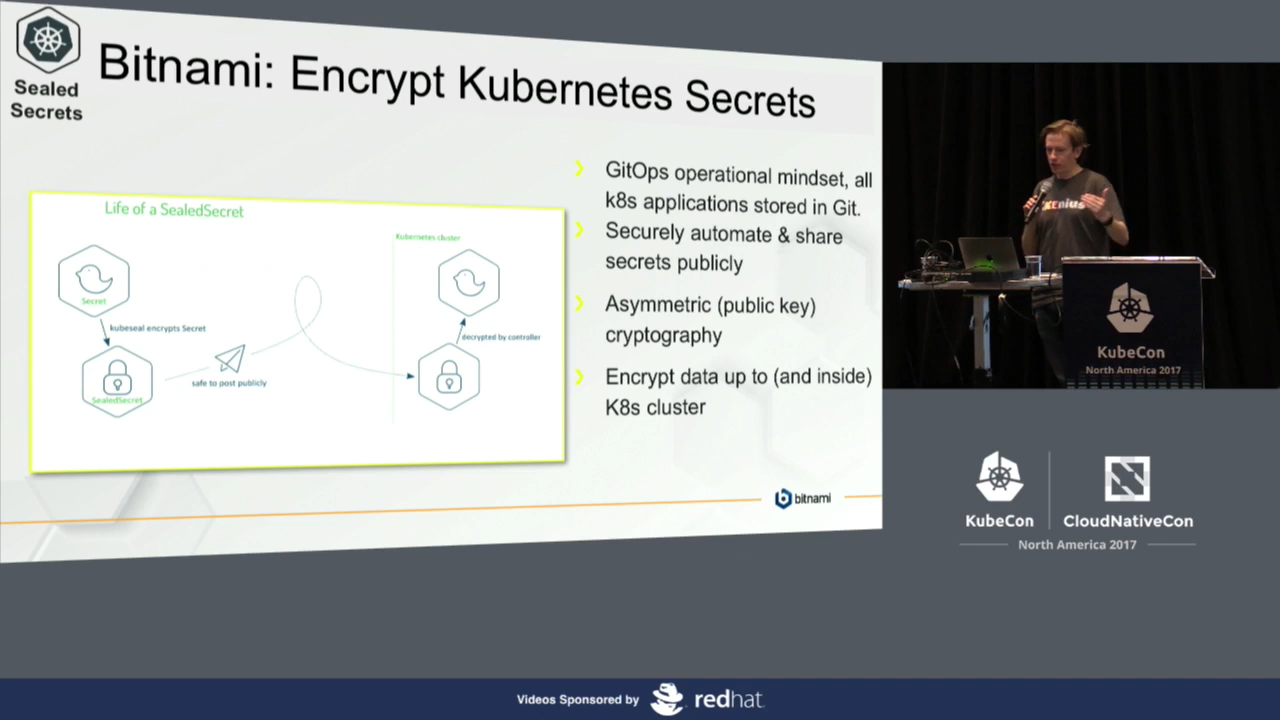 Sealed
Secrets
Bitnami: Encrypt Kubernetes Secrets
Life of a SealedSecret
Kubernetes cluster
Secret
kubeseal encrypts Secret
decrypted by controller
safe to post publicly
SealedSecret
GitOps operational mindset, all
k8s applications stored in Git.
Securely automate & share
secrets publicly
Asymmetric (public key)
cryptography
Encrypt data up to (and inside)
K8s cluster
bitnami
KubeCon
North America 2017
KubeCon
CloudNativeCon
North America 2017
Videos Sponsored by
redhat.